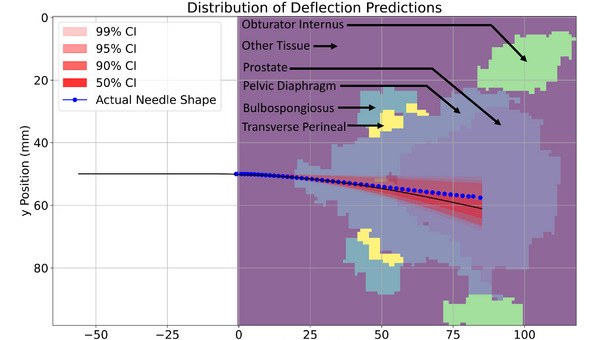 Distribution of Deflection Predictions
99% CI
95% CI
90% CI
50% CI
Actual Needle Shape
Obturator Internus
Other Tissue
Prostate
Pelvic Diaphragm
Bulbospongiosus
Transverse Perineal
y Position (mm)
0
20
40
60
80
−50
−25
0
25
50
75
100